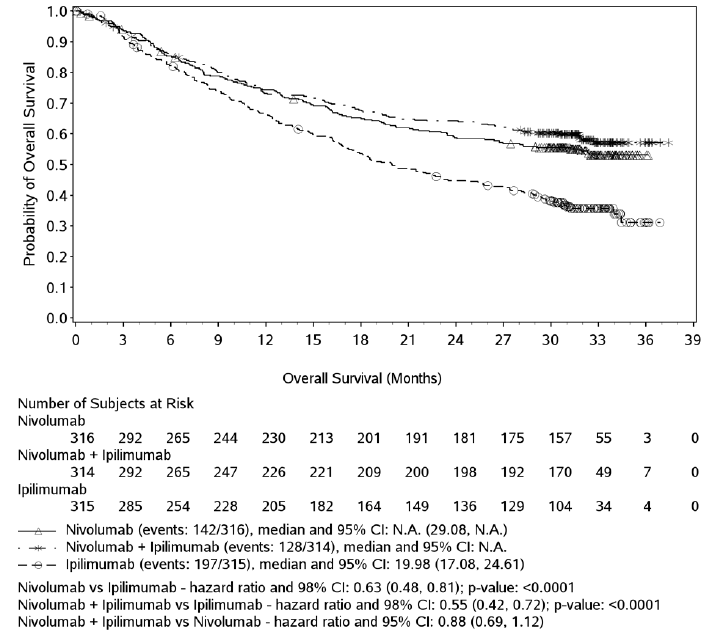 1.0
0.9
0.8
0.7
0.6
0.5
0.4
0.3
0.2
0.1
0.0
Probability of Overall Survival
0 3 6 9 12 15 18 21 24 27 30 33 36 39
Overall Survival (Months)
Number of Subjects at Risk
Nivolumab
316 292 265 244 230 213 201 191 181 175 157 55 3 0
Nivolumab + Ipilimumab
314 292 265 247 226 221 209 200 198 192 170 49 7 0
Ipilimumab
315 285 254 228 205 182 164 149 136 129 104 34 4 0
Nivolumab (events: 142/316), median and 95% CI: N.A. (29.08, N.A.)
Nivolumab + Ipilimumab (events: 128/314), median and 95% CI: N.A.
Ipilimumab (events: 197/315), median and 95% CI: 19.98 (17.08, 24.61)
Nivolumab vs Ipilimumab - hazard ratio and 98% CI: 0.63 (0.48, 0.81); p-value: <0.0001
Nivolumab + Ipilimumab vs Ipilimumab - hazard ratio and 98% CI: 0.55 (0.42, 0.72); p-value: <0.0001
Nivolumab + Ipilimumab vs Nivolumab - hazard ratio and 95% CI: 0.88 (0.69, 1.12)